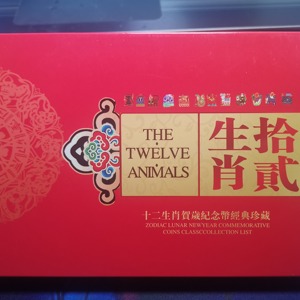 THE
TWELVE
ANIMALS
拾貳
生肖
十二生肖賀歲紀念幣經典珍藏
ZODIAC LUNAR NEWYEAR COMMEMORATIVE
COINS CLASSCCOLLECTION LIST